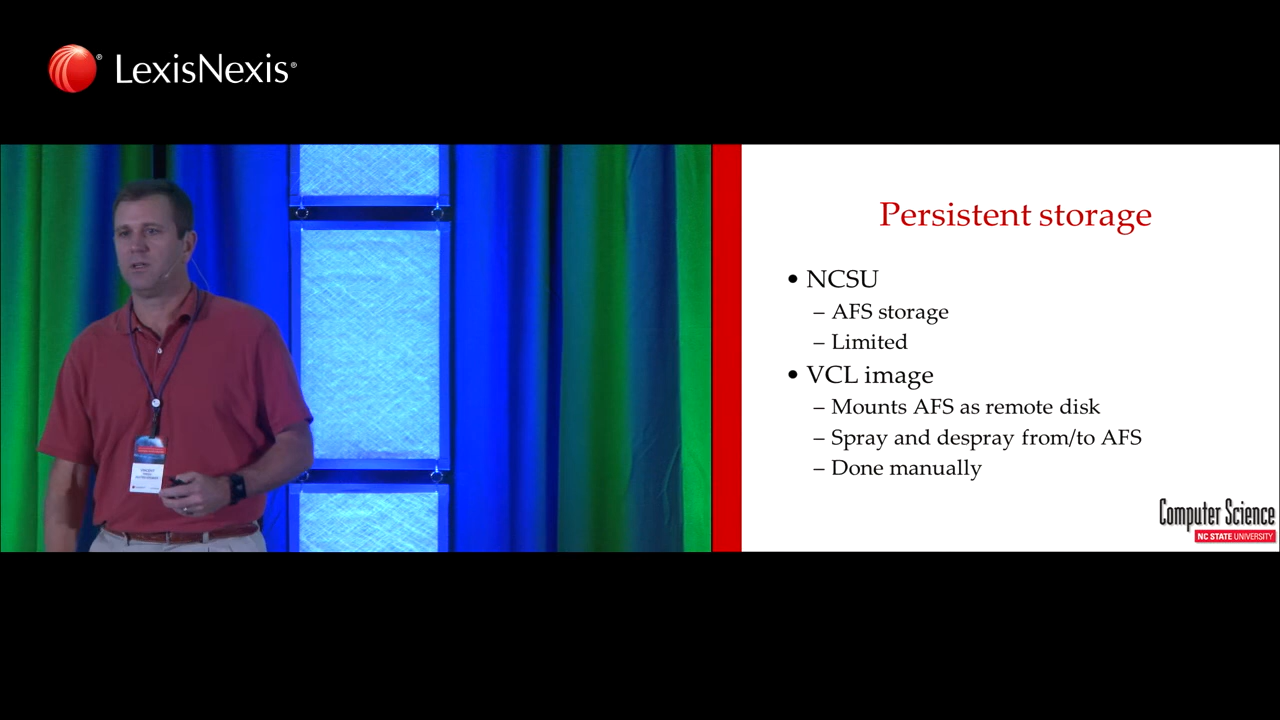 LexisNexis®
Persistent storage
• NCSU
– AFS storage
– Limited
• VCL image
– Mounts AFS as remote disk
– Spray and despray from/to AFS
– Done manually
Computer Science
NC STATE UNIVERSITY
VINCENT